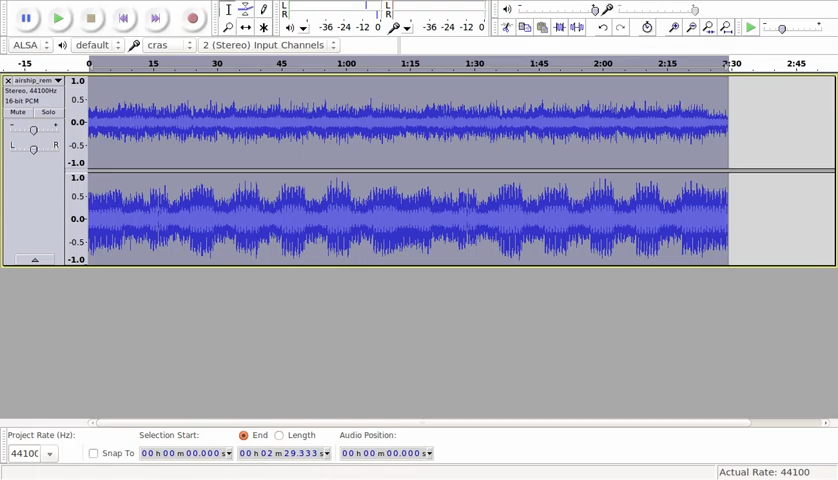 L
R
-36 -24 -12 0
-36 -24 -12 0
ALSA default cras 2 (Stereo) Input Channels
-15 0 15 30 45 1:00 1:15 1:30 1:45 2:00 2:15 2:30 2:45
airship_rem
Stereo, 44100Hz
16-bit PCM
Mute Solo
- +
L R
1.0
0.5
0.0
-0.5
-1.0
1.0
0.5
0.0
-0.5
-1.0
Project Rate (Hz): Selection Start: End Length Audio Position:
44100 Snap To 00 h 00 m 00.000 s 00 h 02 m 29.333 s 00 h 00 m 00.000 s
Actual Rate: 44100